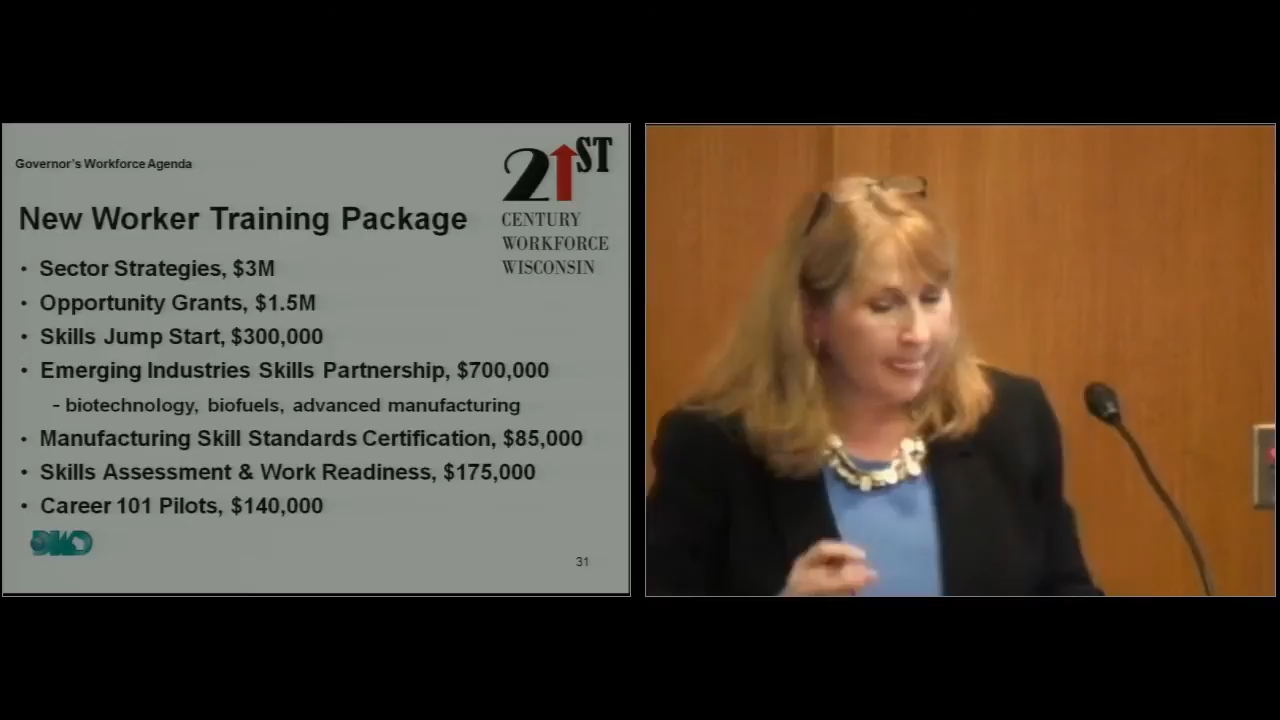 Governor's Workforce Agenda
21ST
CENTURY
WORKFORCE
WISCONSIN
New Worker Training Package
• Sector Strategies, $3M
• Opportunity Grants, $1.5M
• Skills Jump Start, $300,000
• Emerging Industries Skills Partnership, $700,000
- biotechnology, biofuels, advanced manufacturing
• Manufacturing Skill Standards Certification, $85,000
• Skills Assessment & Work Readiness, $175,000
• Career 101 Pilots, $140,000
DWD
31